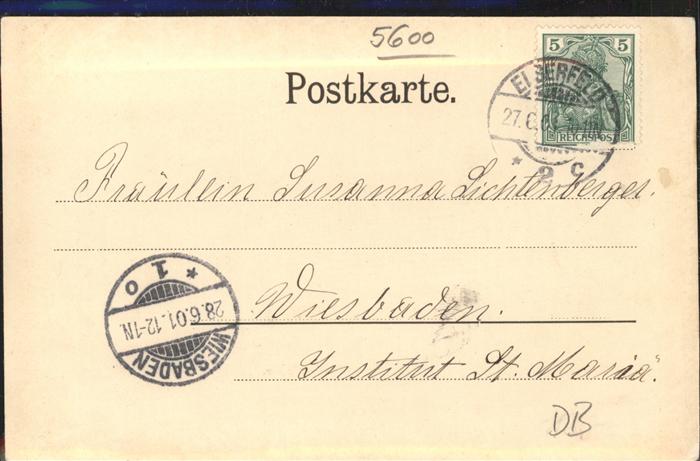 5600
5 5
REICHSPOST
ELBERFELD
27.6.
* 2 c
Postkarte.
Fräulein Susanna Lichtenberger.
Wiesbaden.
Institut St. Maria.
WIESBADEN
28.6.01. 12-1N.
* 1 o
DB